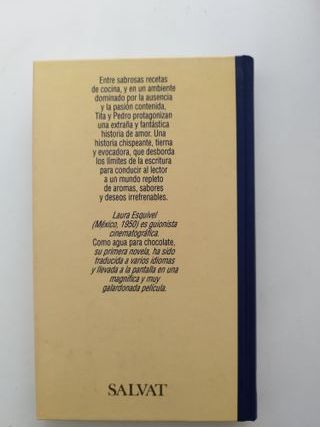 Entre sabrosas recetas
de cocina, y en un ambiente
dominado por la ausencia
y la pasión contenida,
Tita y Pedro protagonizan
una extraña y fantástica
historia de amor. Una
historia chispeante, tierna
y evocadora, que desborda
los límites de la escritura
para conducir al lector
a un mundo repleto
de aromas, sabores
y deseos irrefrenables.
Laura Esquivel
(México, 1950) es guionista
cinematográfica.
Como agua para chocolate,
su primera novela, ha sido
traducida a varios idiomas
y llevada a la pantalla en una
magnífica y muy
galardonada película.
SALVAT